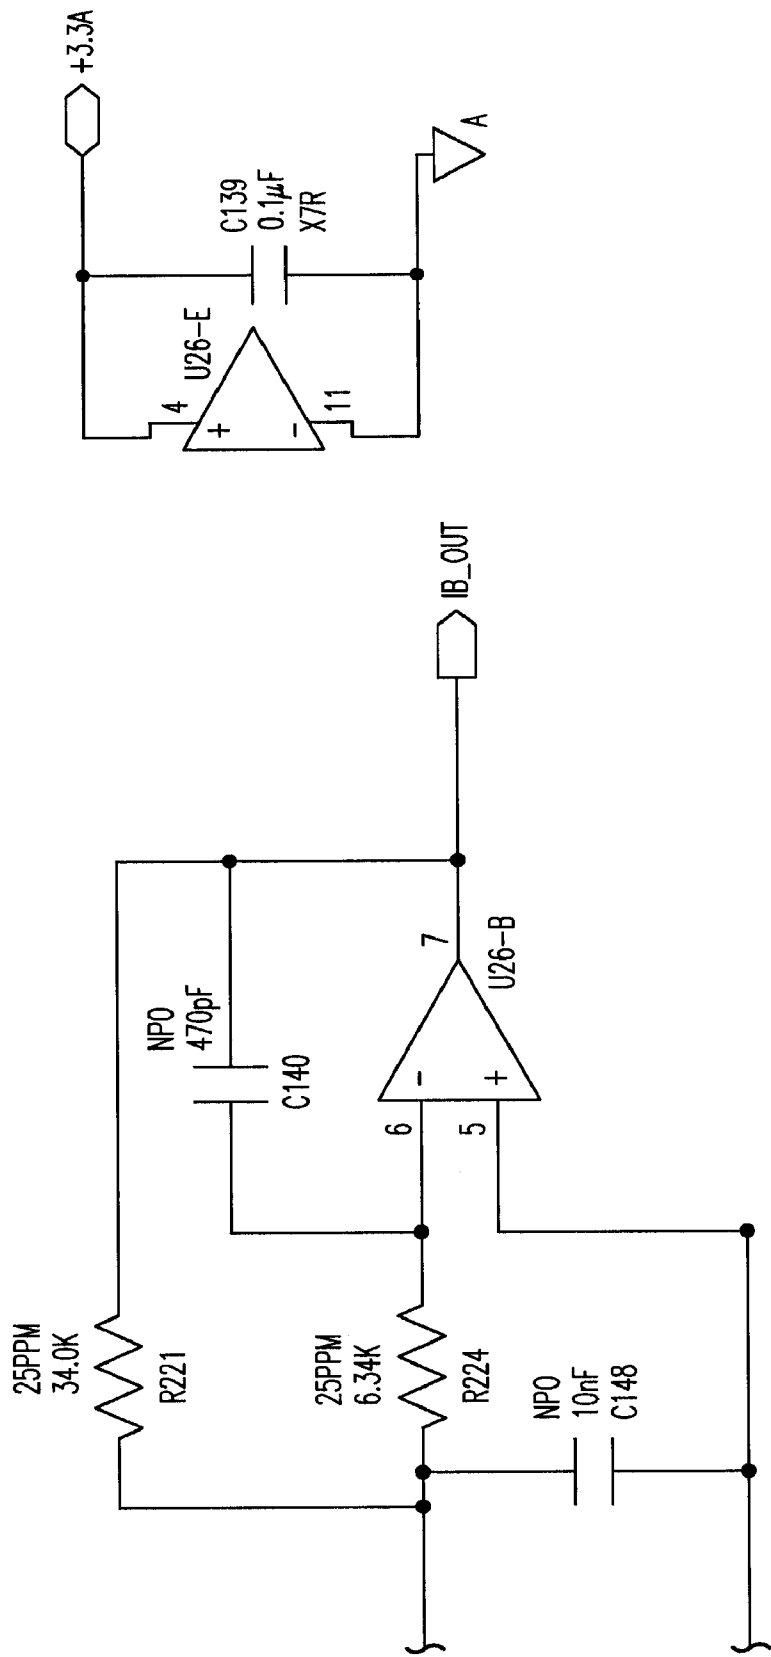 +3.3A
C139
0.1μF
X7R
A
U26-E
4
+
-
11
IB_OUT
7
U26-B
NPO
470pF
C140
-
+
6
5
25PPM
34.0K
R221
25PPM
6.34K
R224
NPO
10nF
C148